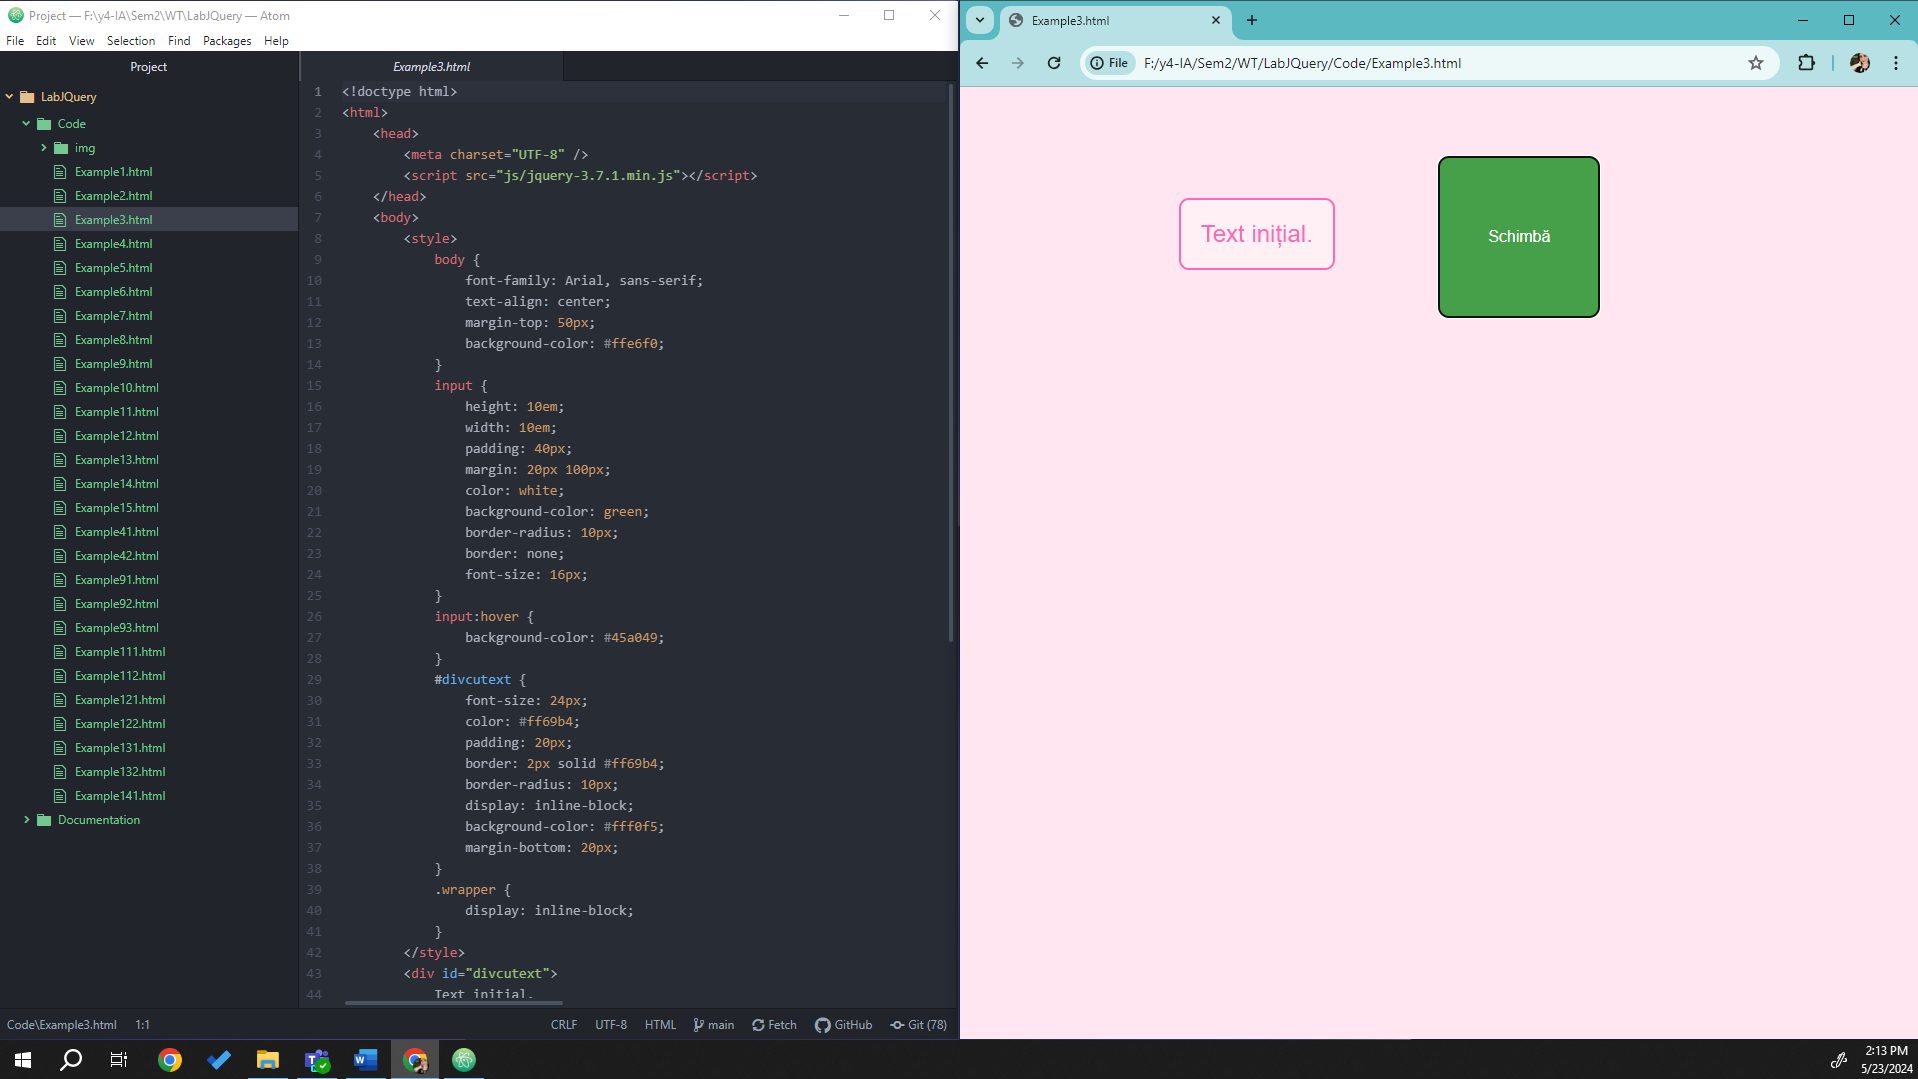 Project — F:\y4-IA\Sem2\WT\LabJQuery — Atom
File Edit View Selection Find Packages Help
Project
LabJQuery
Code
img
Example1.html
Example2.html
Example3.html
Example4.html
Example5.html
Example6.html
Example7.html
Example8.html
Example9.html
Example10.html
Example11.html
Example12.html
Example13.html
Example14.html
Example15.html
Example41.html
Example42.html
Example91.html
Example92.html
Example93.html
Example111.html
Example112.html
Example121.html
Example122.html
Example131.html
Example132.html
Example141.html
Documentation
Example3.html
1 <!doctype html>
2 <html>
3 <head>
4 <meta charset="UTF-8" />
5 <script src="js/jquery-3.7.1.min.js"></script>
6 </head>
7 <body>
8 <style>
9 body {
10 font-family: Arial, sans-serif;
11 text-align: center;
12 margin-top: 50px;
13 background-color: #ffe6f0;
14 }
15 input {
16 height: 10em;
17 width: 10em;
18 padding: 40px;
19 margin: 20px 100px;
20 color: white;
21 background-color: green;
22 border-radius: 10px;
23 border: none;
24 font-size: 16px;
25 }
26 input:hover {
27 background-color: #45a049;
28 }
29 #divcutext {
30 font-size: 24px;
31 color: #ff69b4;
32 padding: 20px;
33 border: 2px solid #ff69b4;
34 border-radius: 10px;
35 display: inline-block;
36 background-color: #fff0f5;
37 margin-bottom: 20px;
38 }
39 .wrapper {
40 display: inline-block;
41 }
42 </style>
43 <div id="divcutext">
44 Text inițial.
Code\Example3.html 1:1 CRLF UTF-8 HTML main Fetch GitHub Git (78)
Example3.html
File F:/y4-IA/Sem2/WT/LabJQuery/Code/Example3.html
Text inițial.
Schimbă
2:13 PM
5/23/2024